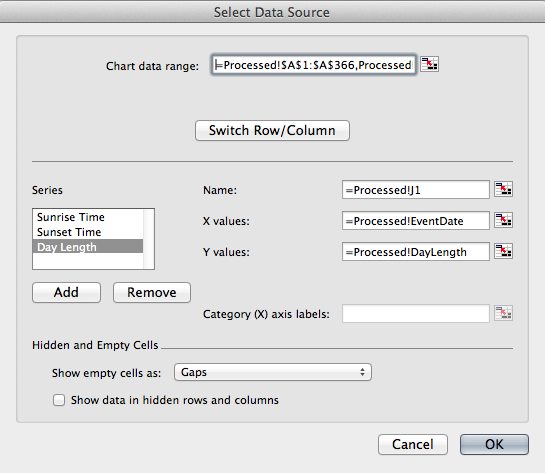 Select Data Source
Chart data range: =Processed!$A$1:$A$366,Processed
Switch Row/Column
Series
Sunrise Time
Sunset Time
Day Length
Name: =Processed!J1
X values: =Processed!EventDate
Y values: =Processed!DayLength
Add Remove
Category (X) axis labels:
Hidden and Empty Cells
Show empty cells as: Gaps
Show data in hidden rows and columns
Cancel OK